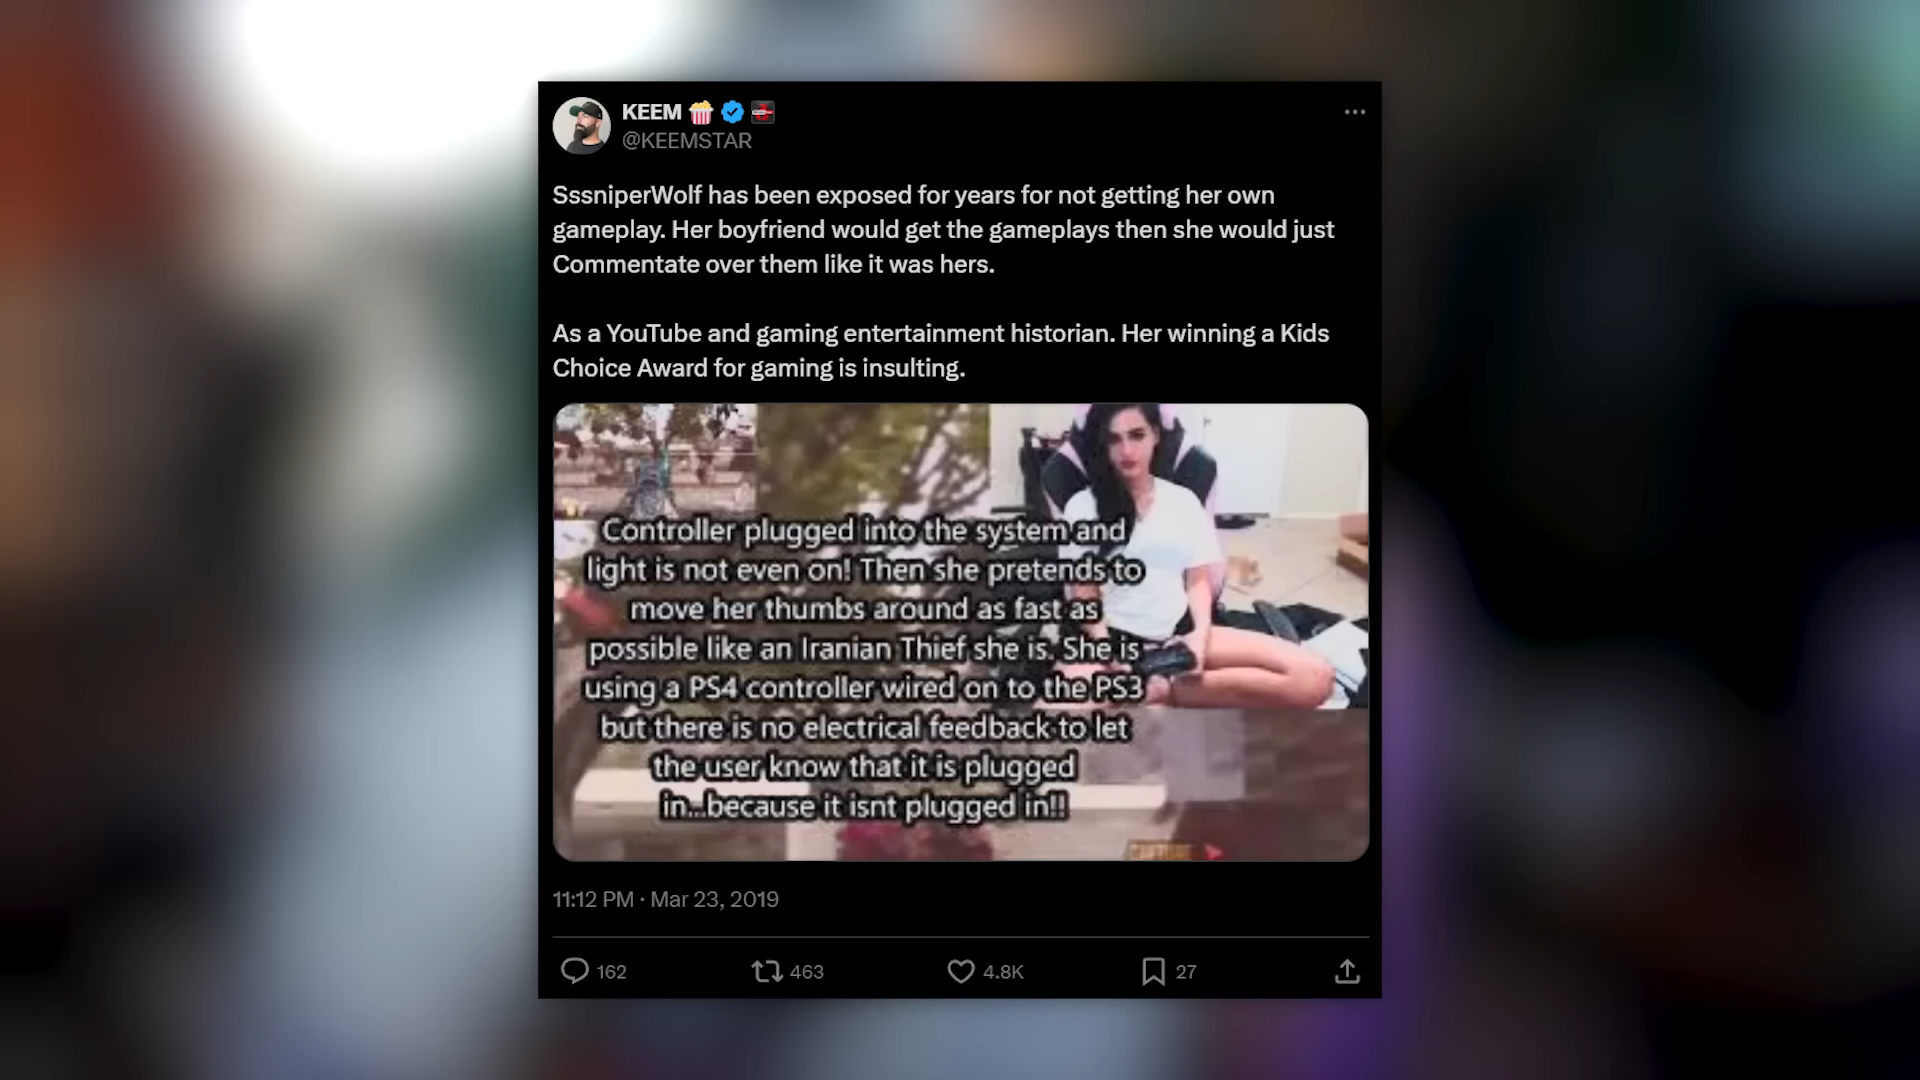 KEEM
@KEEMSTAR
SssniperWolf has been exposed for years for not getting her own
gameplay. Her boyfriend would get the gameplays then she would just
Commentate over them like it was hers.
As a YouTube and gaming entertainment historian. Her winning a Kids
Choice Award for gaming is insulting.
Controller plugged into the system and
light is not even on! Then she pretends to
move her thumbs around as fast as
possible like an Iranian Thief she is. She is
using a PS4 controller wired on to the PS3
but there is no electrical feedback to let
the user know that it is plugged
in...because it isnt plugged in!!
11:12 PM · Mar 23, 2019
162
463
4.8K
27